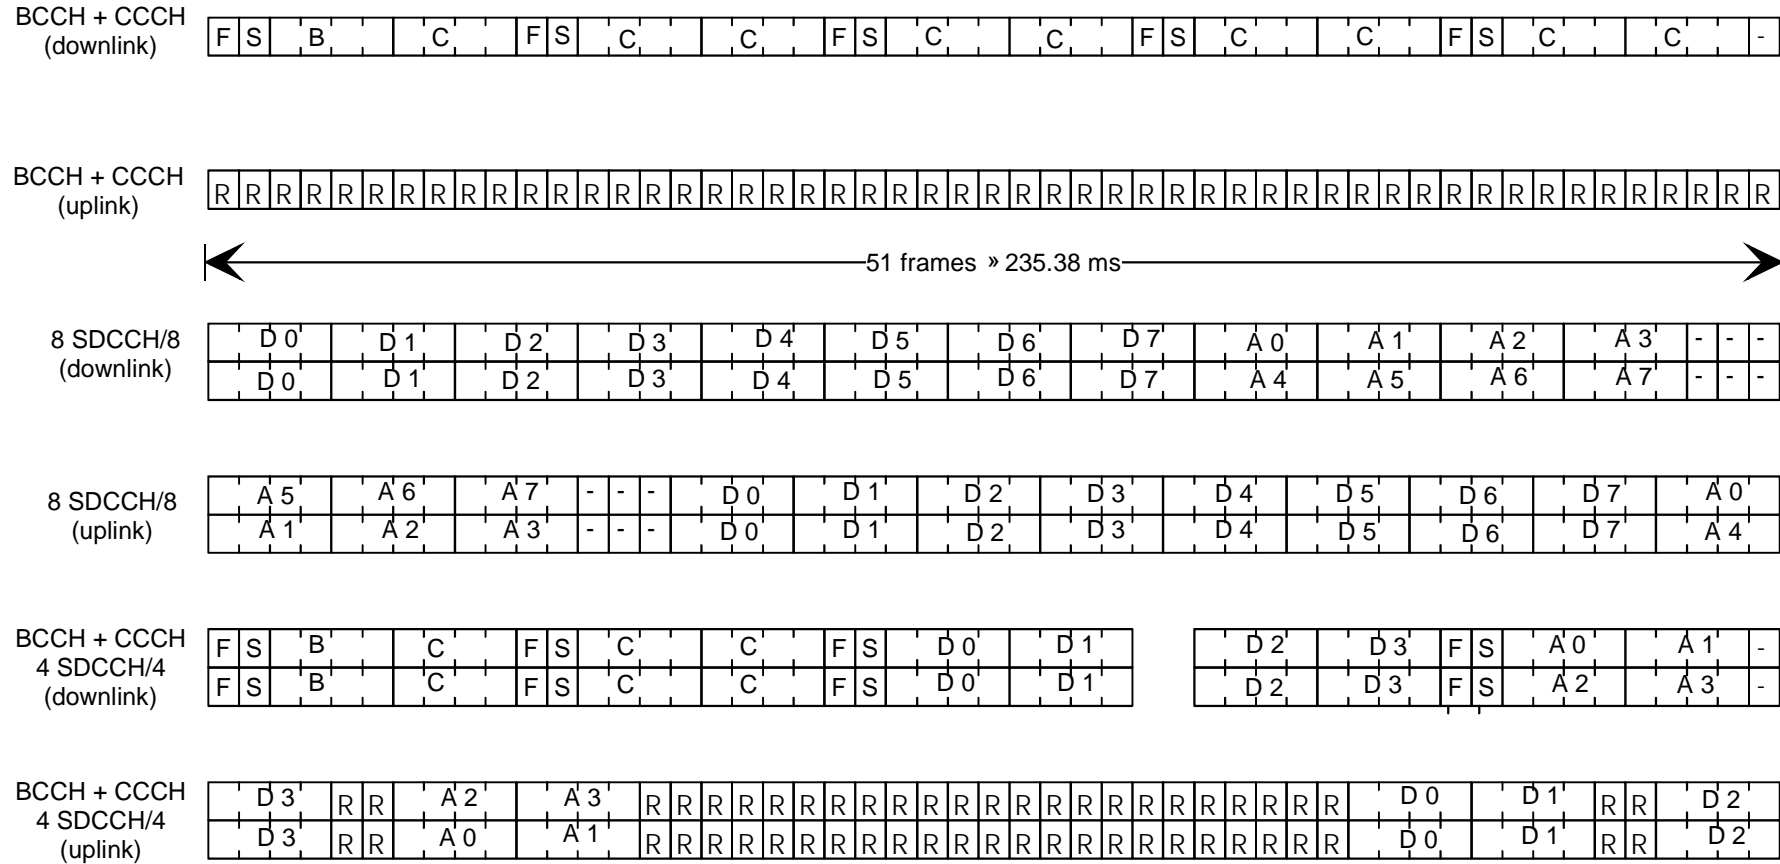 BCCH + CCCH
(downlink)
F S B C F S C C F S C C F S C C F S C C -
BCCH + CCCH
(uplink)
R R R R R R R R R R R R R R R R R R R R R R R R R R R R R R R R R R R R R R R R R R R R R R R R R R R
51 frames » 235.38 ms
8 SDCCH/8
(downlink)
D 0 D 1 D 2 D 3 D 4 D 5 D 6 D 7 A 0 A 1 A 2 A 3 - - -
D 0 D 1 D 2 D 3 D 4 D 5 D 6 D 7 A 4 A 5 A 6 A 7 - - -
8 SDCCH/8
(uplink)
A 5 A 6 A 7 - - - D 0 D 1 D 2 D 3 D 4 D 5 D 6 D 7 A 0
A 1 A 2 A 3 - - - D 0 D 1 D 2 D 3 D 4 D 5 D 6 D 7 A 4
BCCH + CCCH
4 SDCCH/4
(downlink)
F S B C F S C C F S D 0 D 1 D 2 D 3 F S A 0 A 1 -
F S B C F S C C F S D 0 D 1 D 2 D 3 F S A 2 A 3 -
BCCH + CCCH
4 SDCCH/4
(uplink)
D 3 R R A 2 A 3 R R R R R R R R R R R R R R R R R R R R R R R D 0 D 1 R R D 2
D 3 R R A 0 A 1 R R R R R R R R R R R R R R R R R R R R R R R D 0 D 1 R R D 2